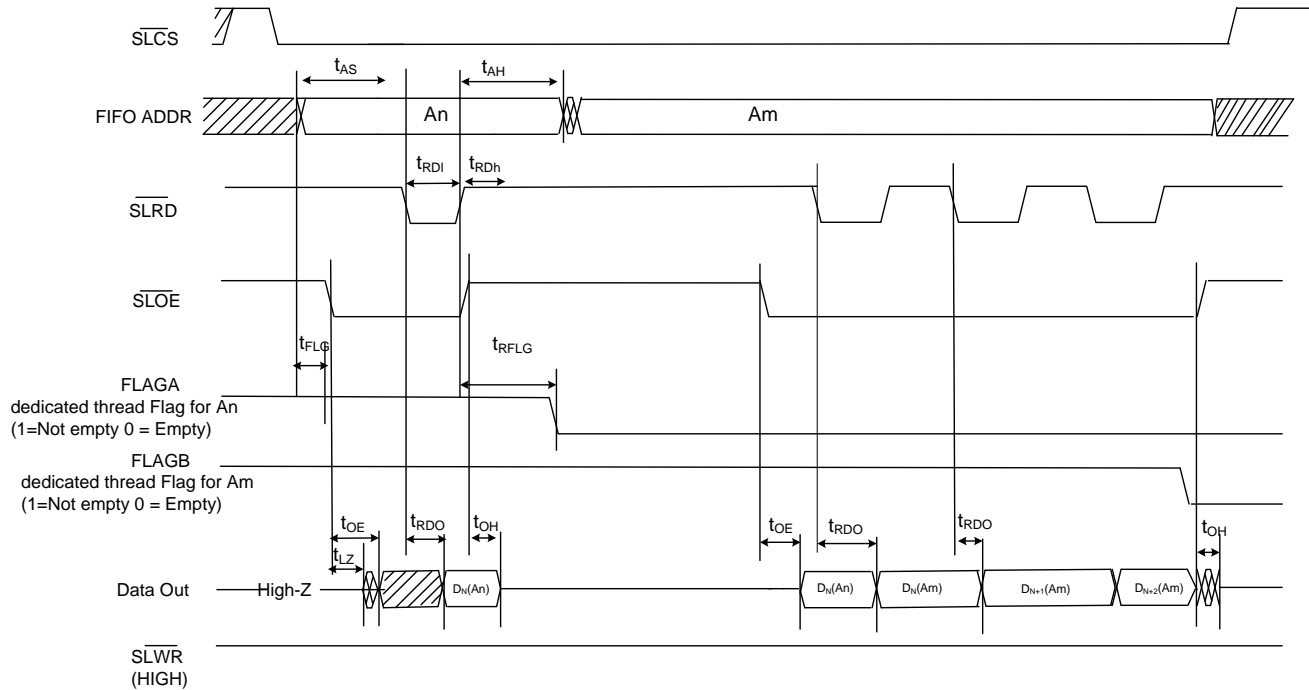 SLCS
tAS
tAH
FIFO ADDR
An
Am
tRDl
tRDh
SLRD
SLOE
tFLG
tRFLG
FLAGA
dedicated thread Flag for An
(1=Not empty 0 = Empty)
FLAGB
dedicated thread Flag for Am
(1=Not empty 0 = Empty)
tOE
tRDO
tOH
tOE
tRDO
tRDO
tOH
tLZ
Data Out
High-Z
DN(An)
DN(An)
DN(Am)
DN+1(Am)
DN+2(Am)
SLWR
(HIGH)